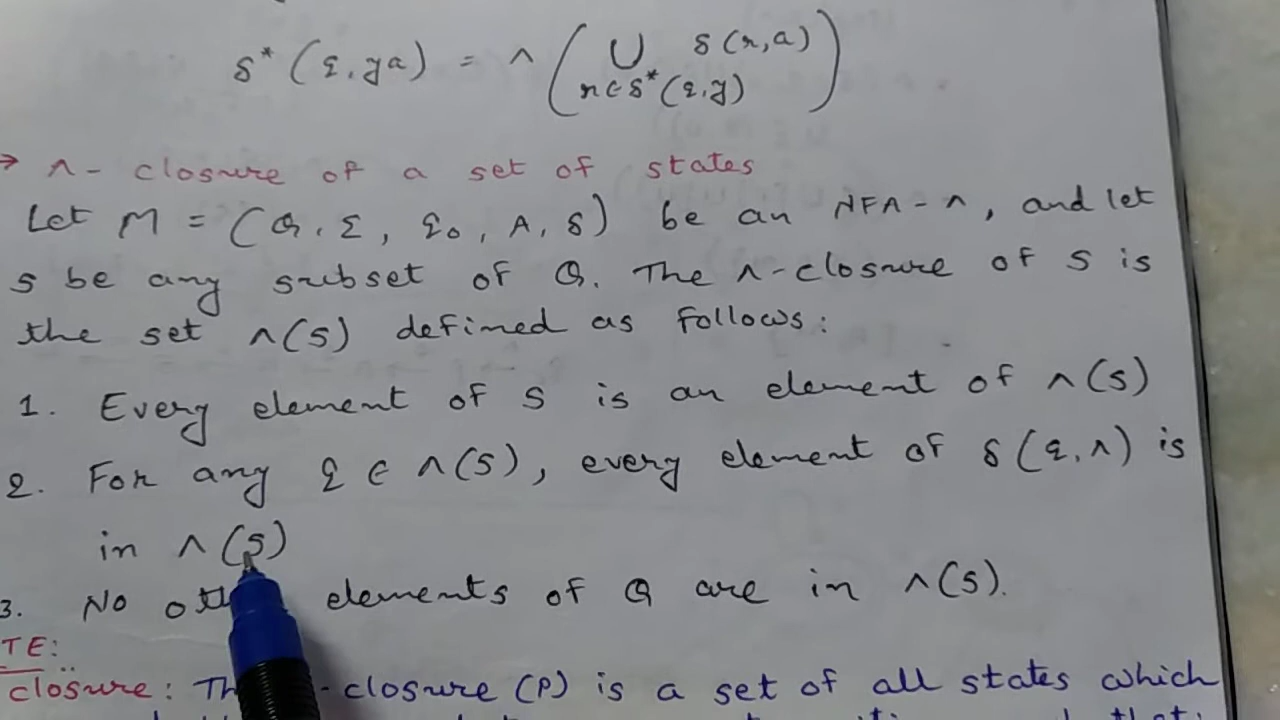 δ* (q, ya) = ∧ ( ∪ δ(r,a) )
r∈δ*(q,y)
→ ∧- closure of a set of states
Let M = (Q, Σ, q₀, A, δ) be an NFA-∧, and let
S be any subset of Q. The ∧-closure of S is
the set ∧(S) defined as follows:
1. Every element of S is an element of ∧(S)
2. For any q ∈ ∧(S), every element of δ(q,∧) is
in ∧(S)
3. No elements of Q are in ∧(S).
TE:
closure: -closure (P) is a set of all states which